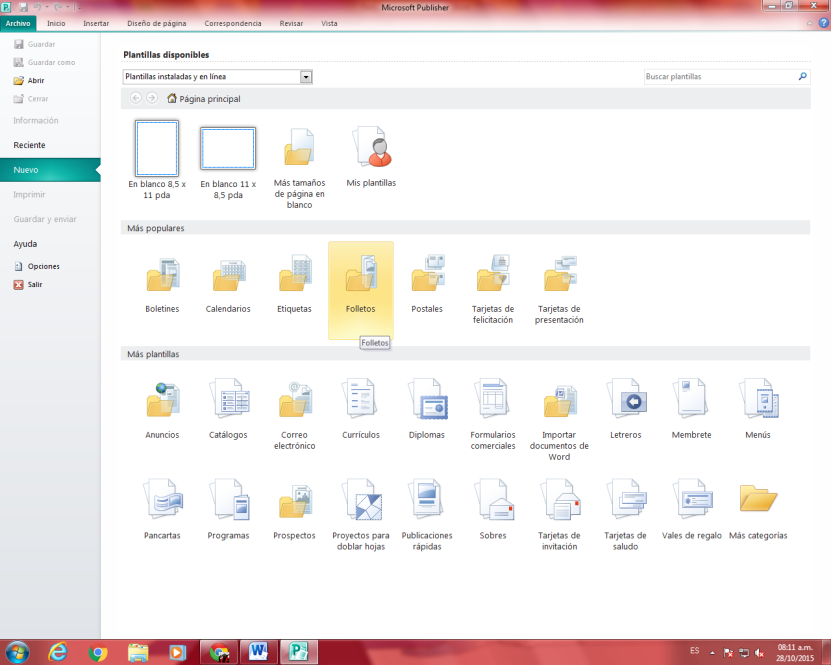 Microsoft Publisher
Archivo Inicio Insertar Diseño de página Correspondencia Revisar Vista
Guardar
Guardar como
Abrir
Cerrar
Información
Reciente
Nuevo
Imprimir
Guardar y enviar
Ayuda
Opciones
Salir
Plantillas disponibles
Plantillas instaladas y en línea
Buscar plantillas
Página principal
En blanco 8,5 x
11 pda
En blanco 11 x
8,5 pda
Más tamaños
de página en
blanco
Mis plantillas
Más populares
Boletines
Calendarios
Etiquetas
Folletos
Postales
Tarjetas de
felicitación
Tarjetas de
presentación
Folletos
Más plantillas
Anuncios
Catálogos
Correo
electrónico
Currículos
Diplomas
Formularios
comerciales
Importar
documentos de
Word
Letreros
Membrete
Menús
Pancartas
Programas
Prospectos
Proyectos para
doblar hojas
Publicaciones
rápidas
Sobres
Tarjetas de
invitación
Tarjetas de
saludo
Vales de regalo
Más categorías
ES
08:11 a.m.
28/10/2015